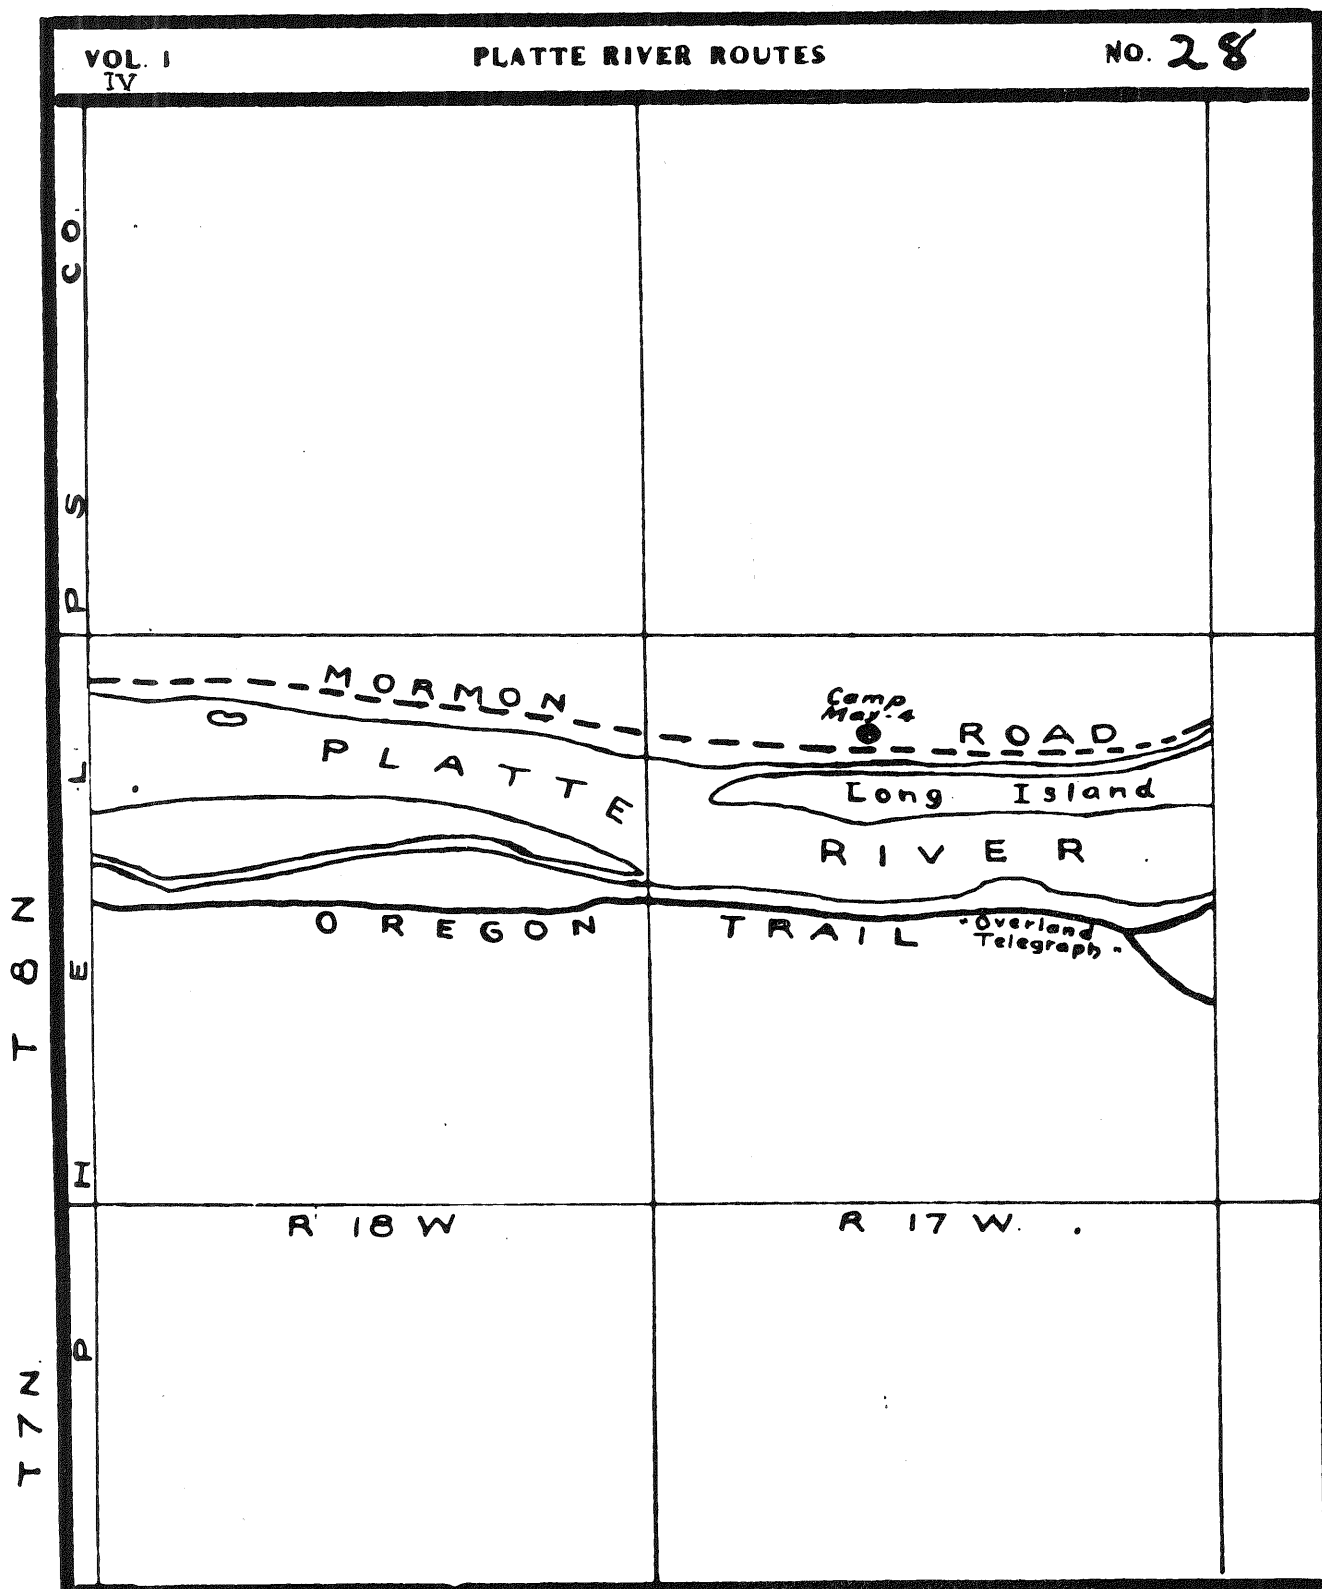 VOL. I
IV
PLATTE RIVER ROUTES
NO. 28
PHELPS CO.
MORMON ROAD
Camp
May-4
PLATTE RIVER
Long Island
OREGON TRAIL
"Overland
Telegraph"
T 8 N
R 18 W
R 17 W.
T 7 N.